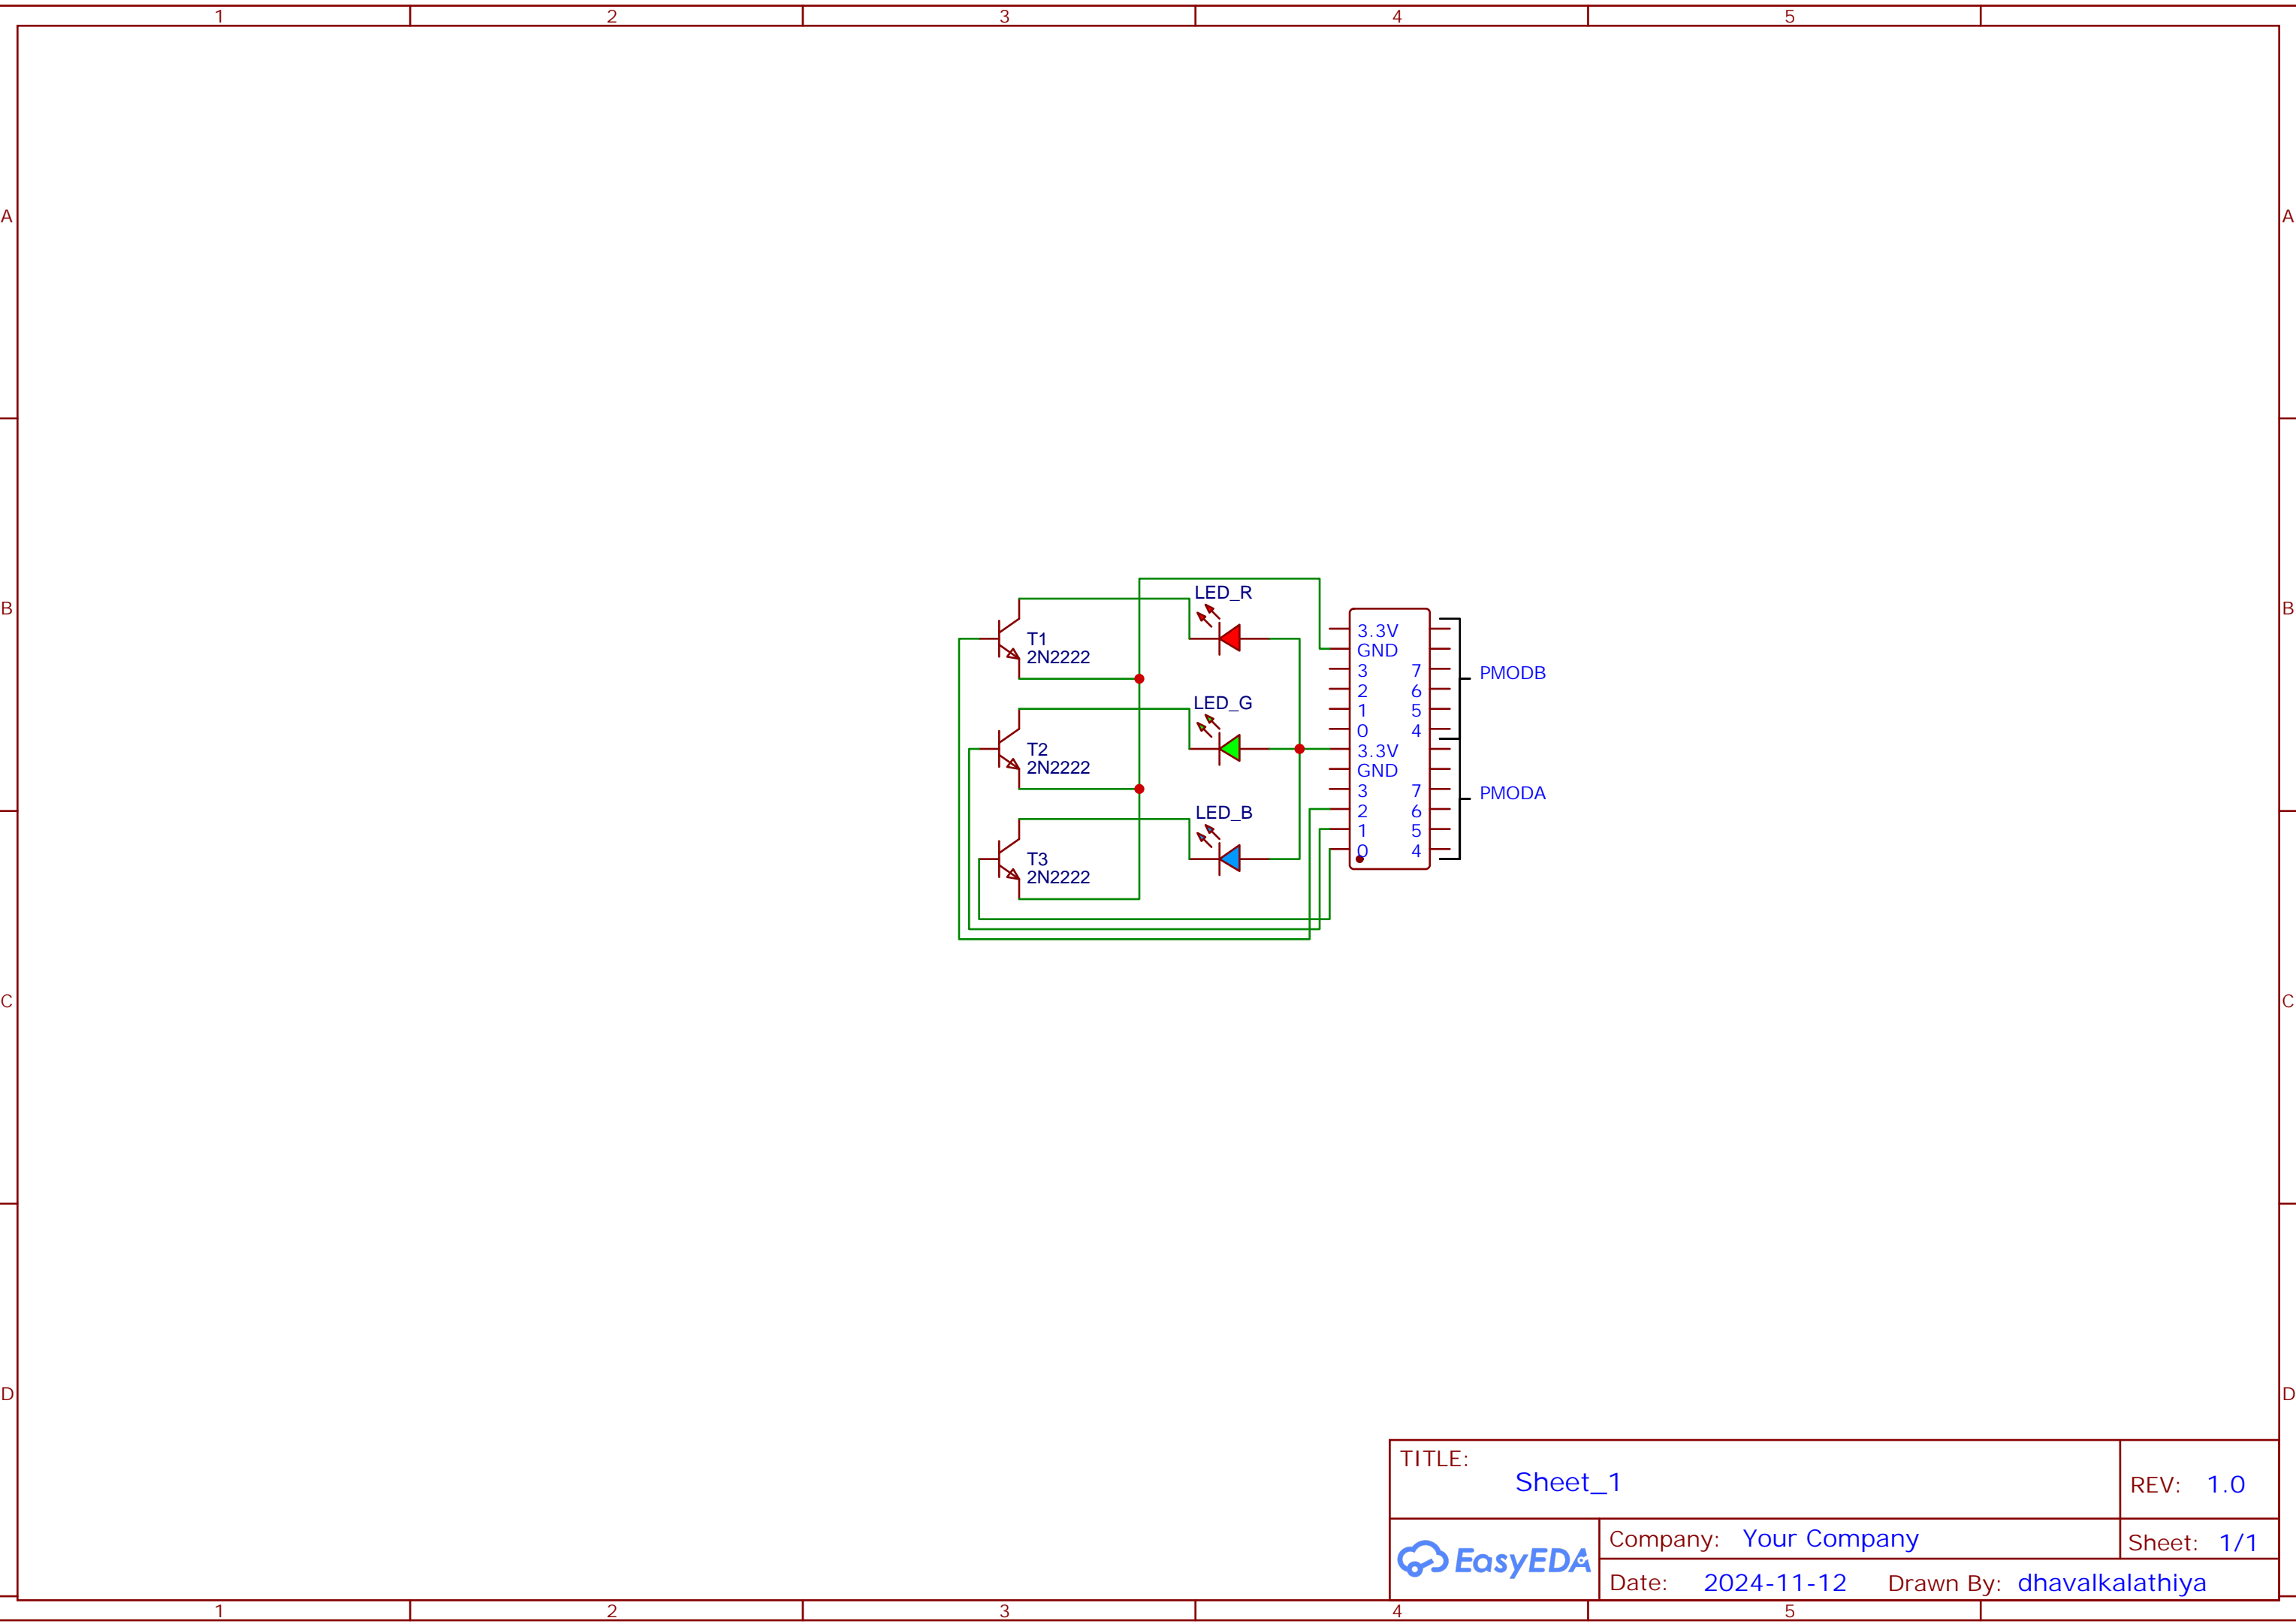 1 2 3 4 5
A A
B B
C C
D D
LED_R
T1
2N2222
LED_G
T2
2N2222
LED_B
T3
2N2222
3.3V
GND
3 7
2 6
1 5
0 4
3.3V
GND
3 7
2 6
1 5
0 4
PMODB
PMODA
TITLE:
Sheet_1
REV: 1.0
EasyEDA
Company: Your Company
Sheet: 1/1
Date: 2024-11-12 Drawn By: dhavalkalathiya
1 2 3 4 5